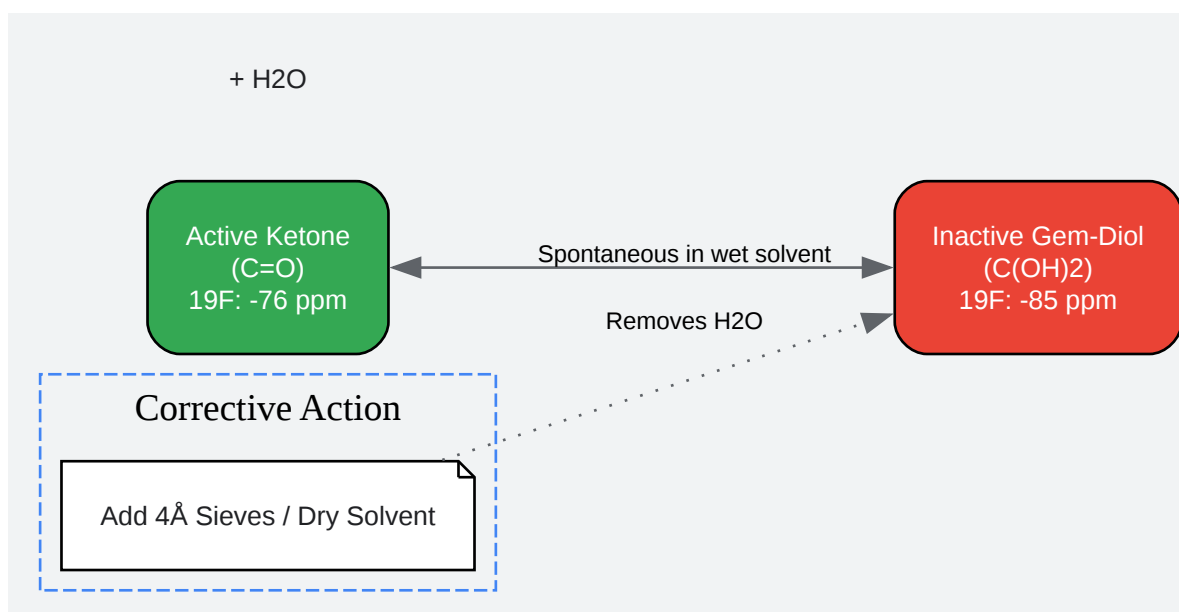 + H2O
Active Ketone
(C=O)
19F: -76 ppm
Spontaneous in wet solvent
Inactive Gem-Diol
(C(OH)2)
19F: -85 ppm
Removes H2O
Corrective Action
Add 4Å Sieves / Dry Solvent